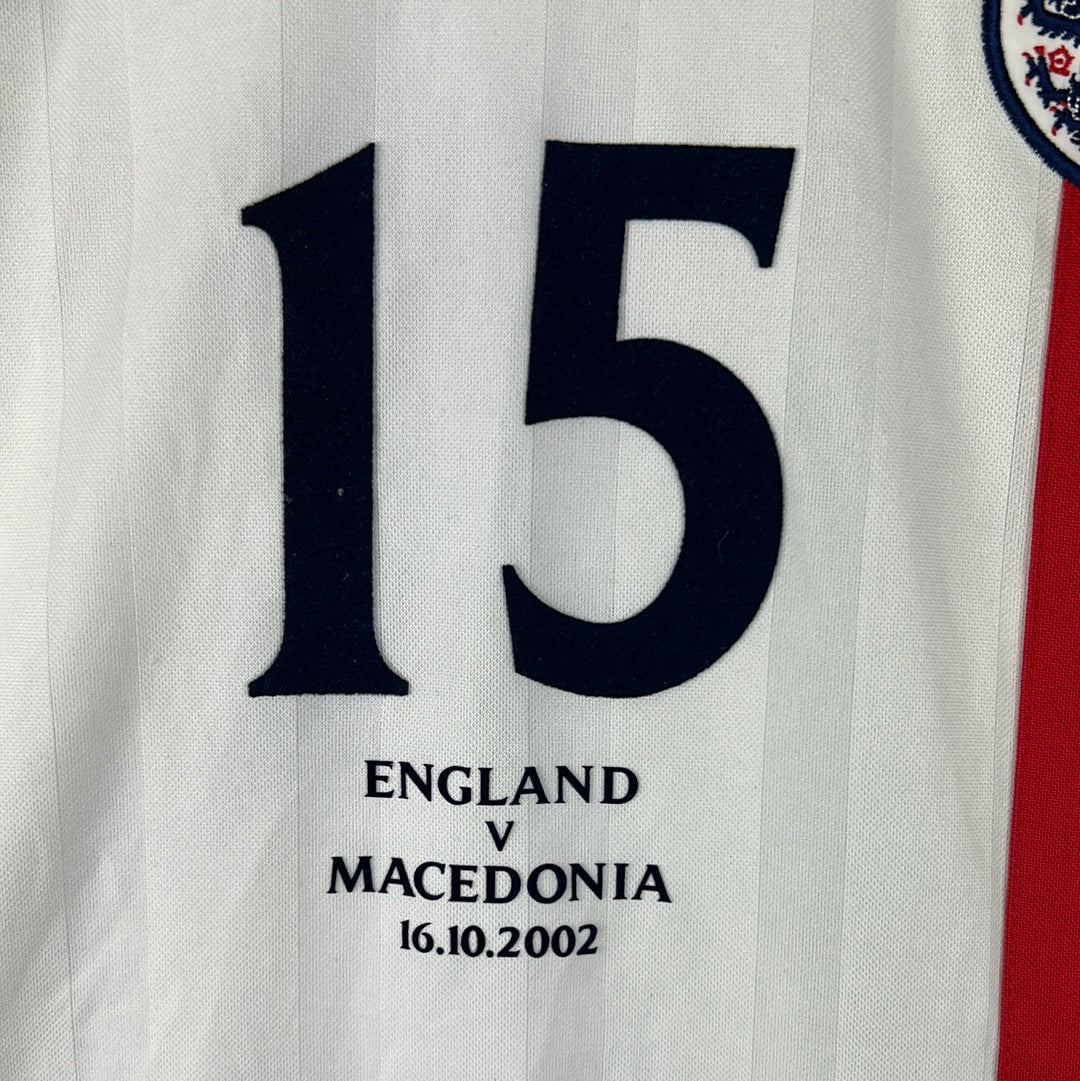 15
ENGLAND
V
MACEDONIA
16.10.2002